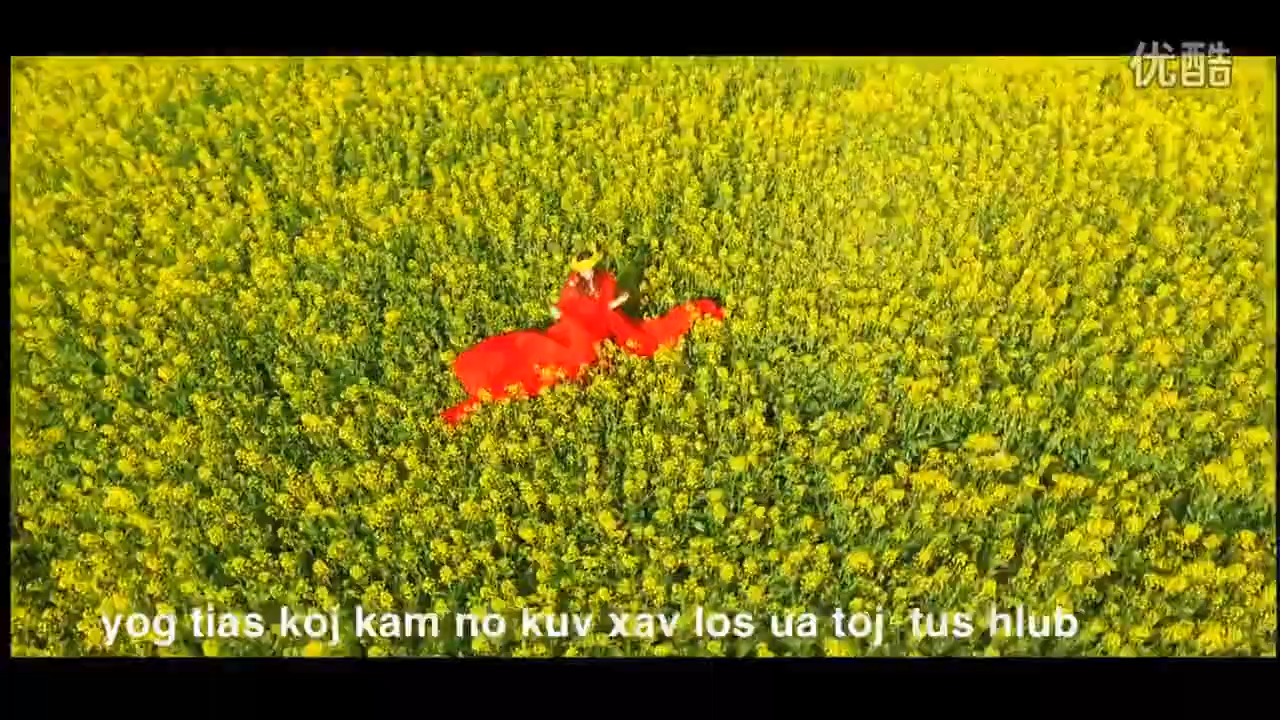 优酷
yog tias koj kam no kuv xav los ua toj tus hlub